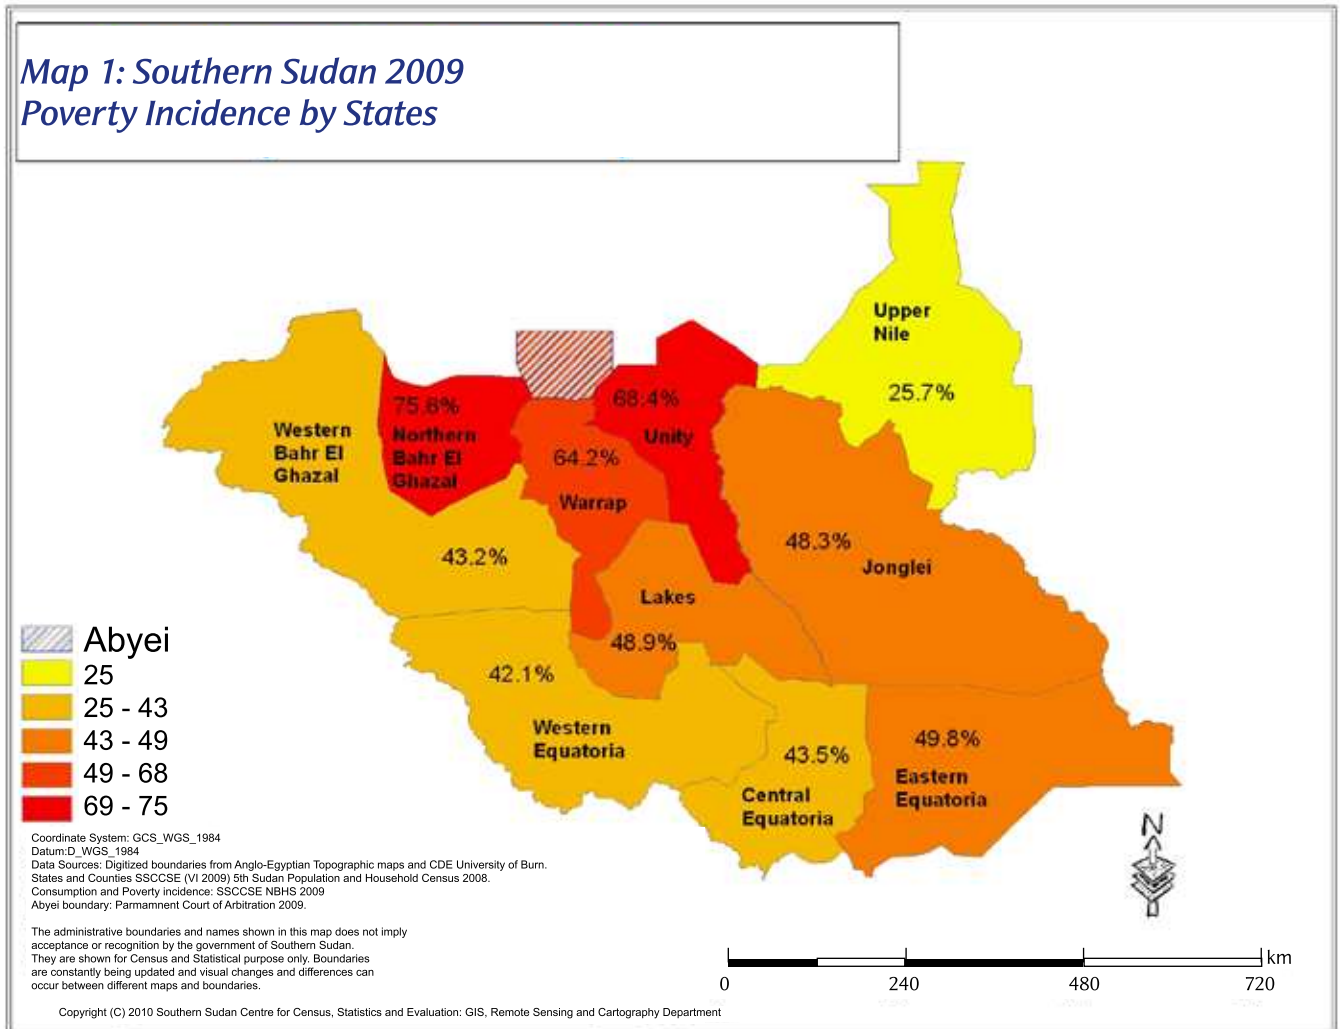 Map 1: Southern Sudan 2009
Poverty Incidence by States
Upper
Nile
25.7%
75.6%
Northern
Bahr El
Ghazal
68.4%
Unity
Western
Bahr El
Ghazal
64.2%
Warrap
43.2%
48.3%
Jonglei
Lakes
48.9%
42.1%
Western
Equatoria
43.5%
Central
Equatoria
49.8%
Eastern
Equatoria
Abyei
25
25 - 43
43 - 49
49 - 68
69 - 75
Coordinate System: GCS_WGS_1984
Datum:D_WGS_1984
Data Sources: Digitized boundaries from Anglo-Egyptian Topographic maps and CDE University of Burn.
States and Counties SSCCSE (VI 2009) 5th Sudan Population and Household Census 2008.
Consumption and Poverty incidence: SSCCSE NBHS 2009
Abyei boundary: Parmamnent Court of Arbitration 2009.
The administrative boundaries and names shown in this map does not imply
acceptance or recognition by the government of Southern Sudan.
They are shown for Census and Statistical purpose only. Boundaries
are constantly being updated and visual changes and differences can
occur between different maps and boundaries.
Copyright (C) 2010 Southern Sudan Centre for Census, Statistics and Evaluation: GIS, Remote Sensing and Cartography Department
N
km
0 240 480 720